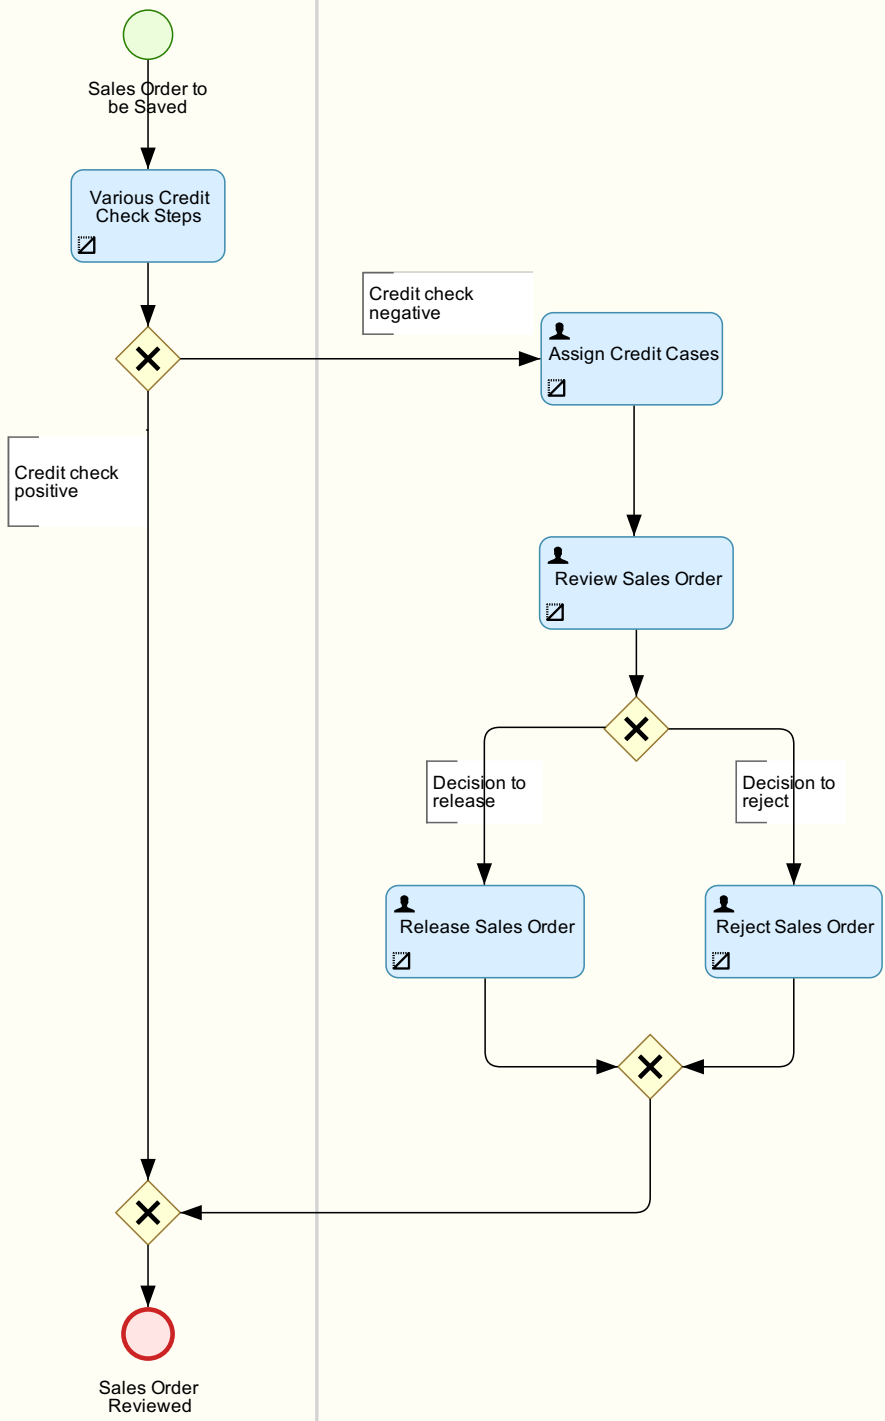 Sales Order to
be Saved
Various Credit
Check Steps
Credit check
negative
Assign Credit Cases
Credit check
positive
Review Sales Order
Decision to
release
Decision to
reject
Release Sales Order
Reject Sales Order
Sales Order
Reviewed